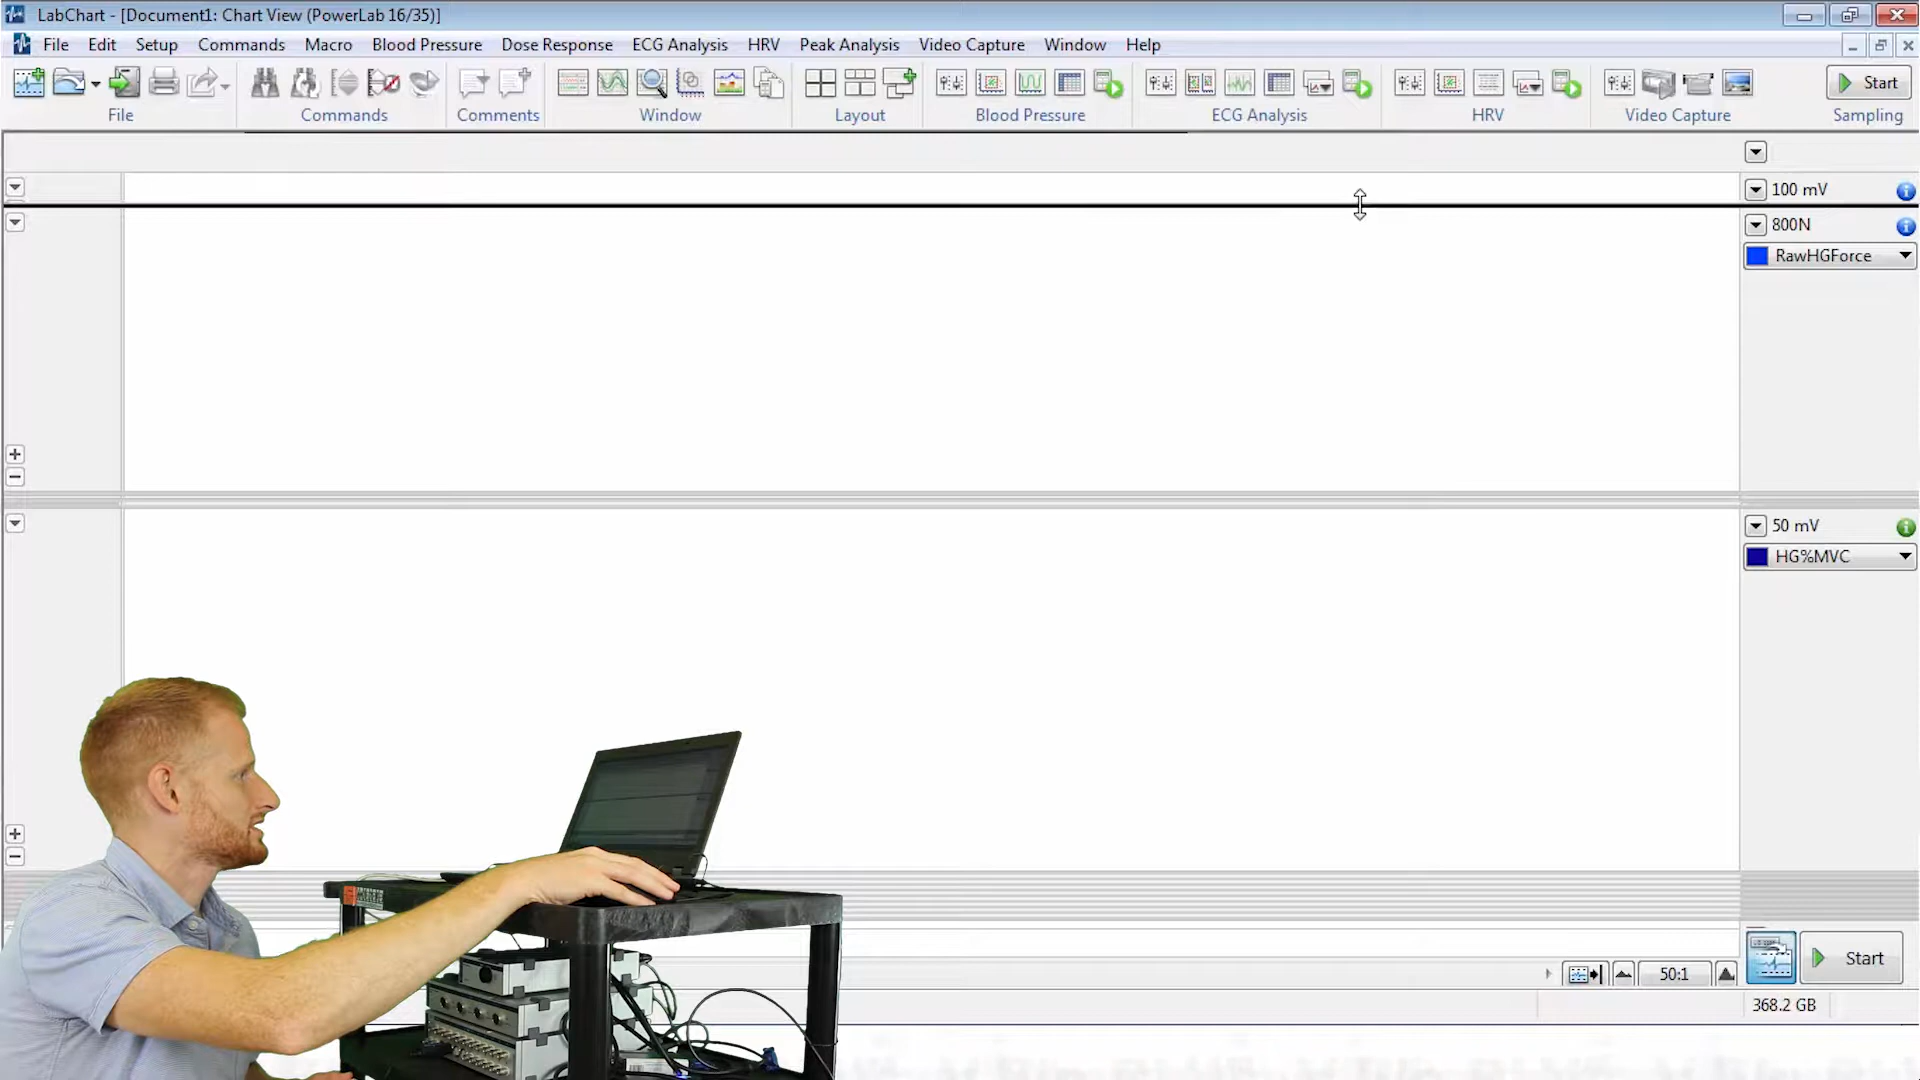 LabChart - [Document1: Chart View (PowerLab 16/35)]
File Edit Setup Commands Macro Blood Pressure Dose Response ECG Analysis HRV Peak Analysis Video Capture Window Help
Start
File Commands Comments Window Layout Blood Pressure ECG Analysis HRV Video Capture Sampling
100 mV
800N
RawHGForce
50 mV
HG%MVC
50:1
Start
368.2 GB